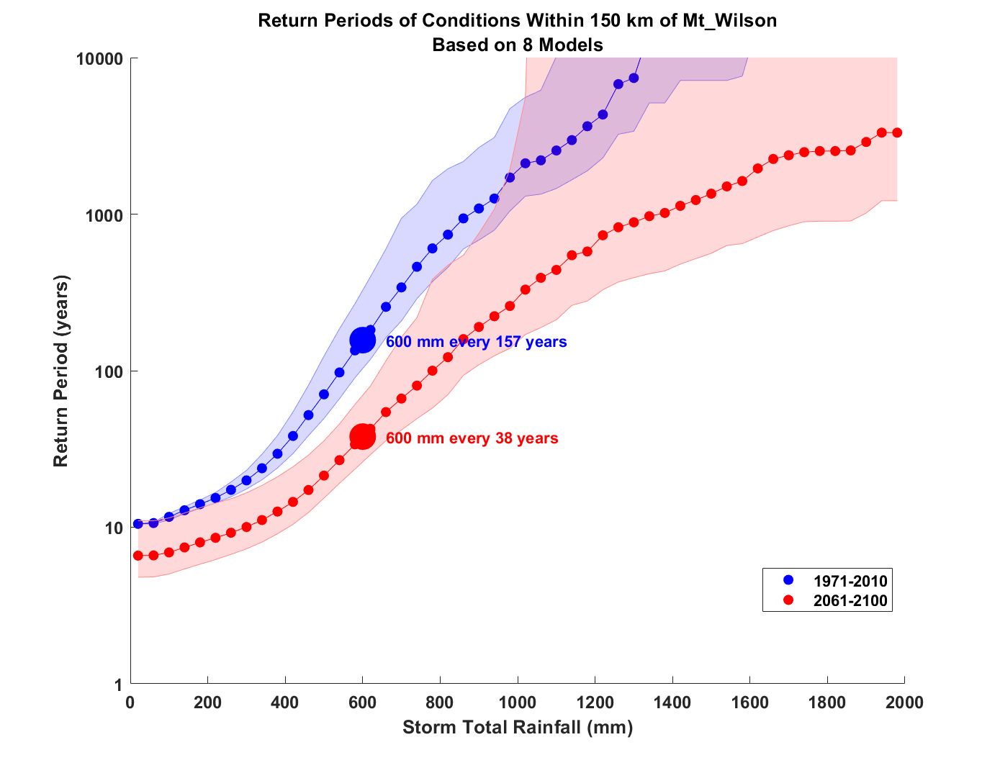 Return Periods of Conditions Within 150 km of Mt_Wilson
Based on 8 Models
10000
1000
100
10
1
Return Period (years)
600 mm every 157 years
600 mm every 38 years
1971-2010
2061-2100
0 200 400 600 800 1000 1200 1400 1600 1800 2000
Storm Total Rainfall (mm)